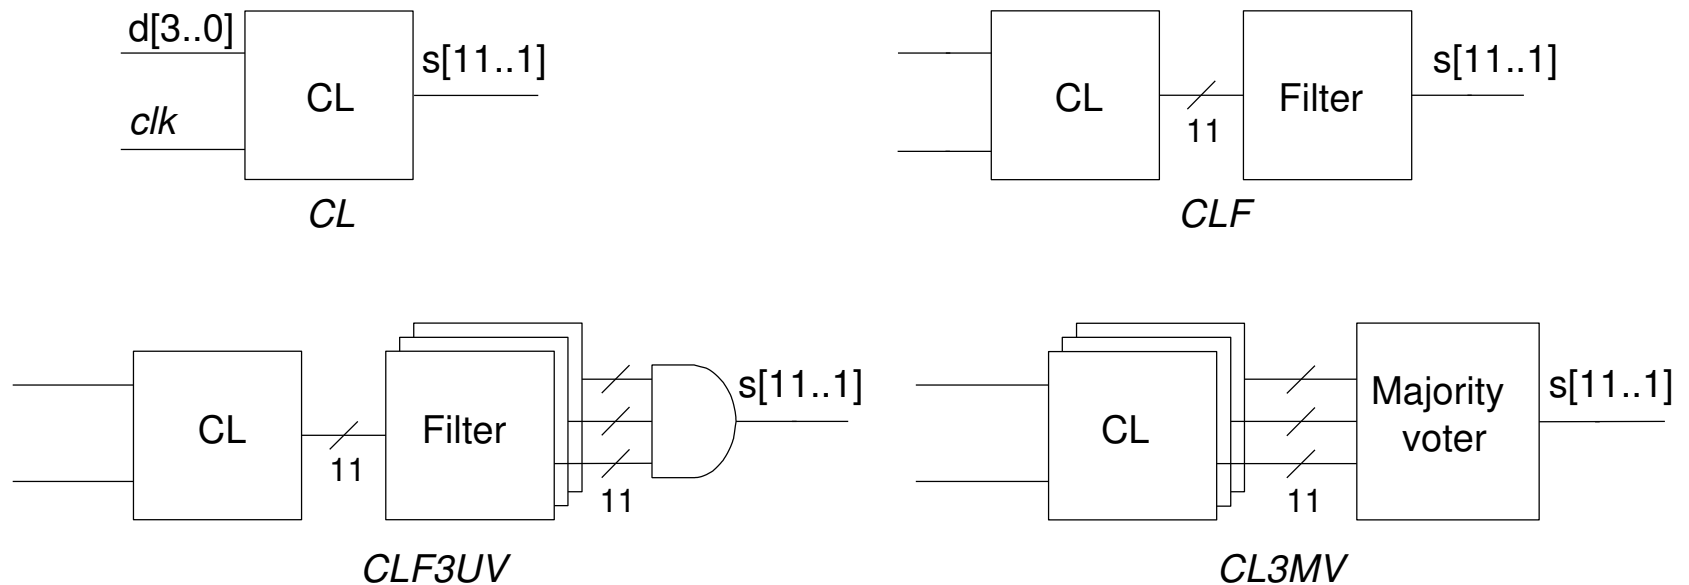 d[3..0]
clk
CL
s[11..1]
CL
CL
11
Filter
s[11..1]
CLF
CL
11
Filter
11
s[11..1]
CLF3UV
CL
11
Majority
voter
s[11..1]
CL3MV